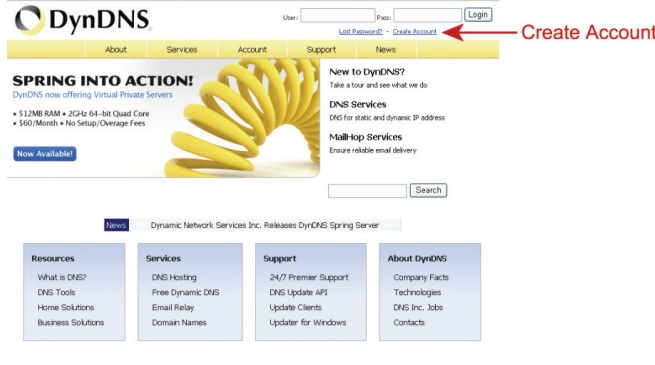 DynDNS
User: Pass: Login
Lost Password? - Create Account
Create Account
About Services Account Support News
SPRING INTO ACTION!
DynDNS now offering Virtual Private Servers
• 512MB RAM • 2GHz 64-bit Quad Core
• $60/Month • No Setup/Overage Fees
Now Available!
New to DynDNS?
Take a tour and see what we do
DNS Services
DNS for static and dynamic IP address
MailHop Services
Ensure reliable email delivery
Search
News Dynamic Network Services Inc. Releases DynDNS Spring Server
Resources
What is DNS?
DNS Tools
Home Solutions
Business Solutions
Services
DNS Hosting
Free Dynamic DNS
Email Relay
Domain Names
Support
24/7 Premier Support
DNS Update API
Update Clients
Updater for Windows
About DynDNS
Company Facts
Technologies
DNS Inc. Jobs
Contacts